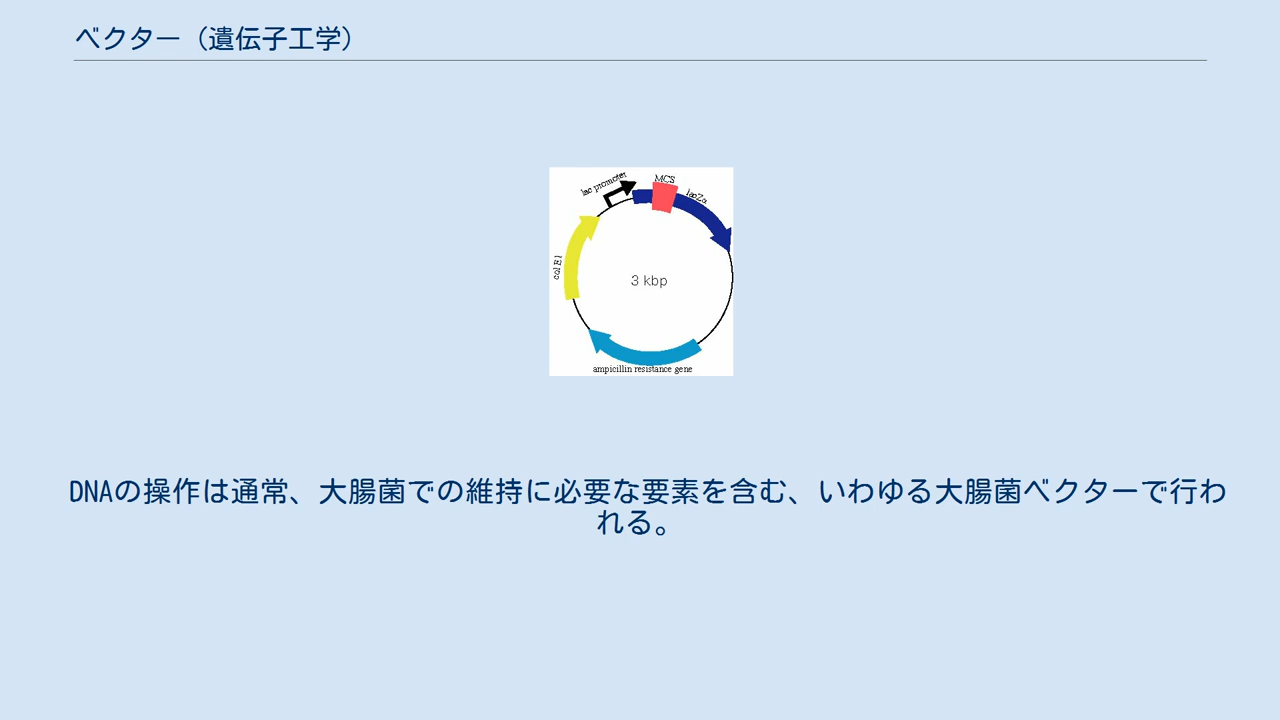 ベクター（遺伝子工学）
lac promoter
MCS
lacZα
col E1
3 kbp
ampicillin resistance gene
DNAの操作は通常、大腸菌での維持に必要な要素を含む、いわゆる大腸菌ベクターで行わ
れる。